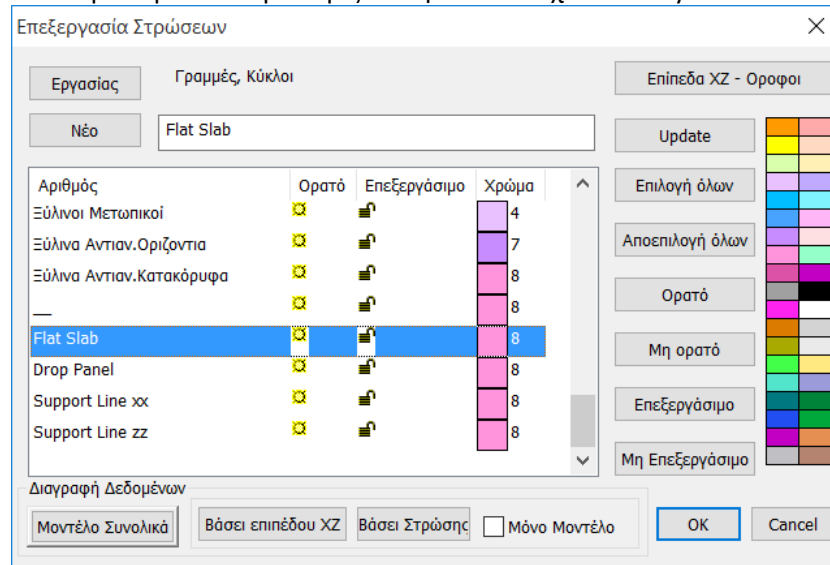 Επεξεργασία Στρώσεων
Εργασίας
Γραμμές, Κύκλοι
Επίπεδα XZ - Οροφοι
Νέο
Flat Slab
Update
Αριθμός Ορατό Επεξεργάσιμο Χρώμα
Επιλογή όλων
Ξύλινοι Μετωπικοί 4
Ξύλινα Αντιαν.Οριζοντια 7
Αποεπιλογή όλων
Ξύλινα Αντιαν.Κατακόρυφα 8
Ορατό
__ 8
Flat Slab 8
Μη ορατό
Drop Panel 8
Support Line xx 8
Επεξεργάσιμο
Support Line zz 8
Μη Επεξεργάσιμο
Διαγραφή Δεδομένων
Μοντέλο Συνολικά
Βάσει επιπέδου XZ
Βάσει Στρώσης
Μόνο Μοντέλο
OK
Cancel